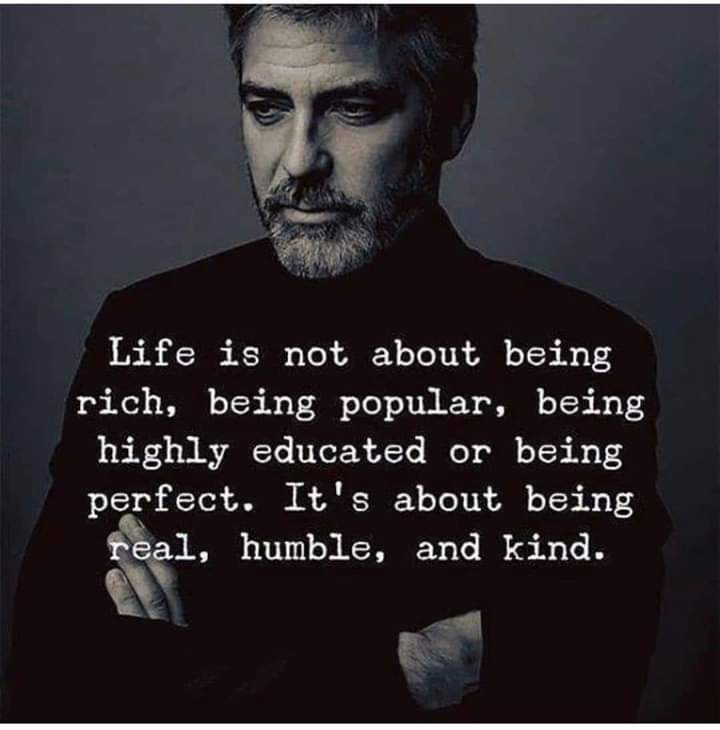 Life is not about being
rich, being popular, being
highly educated or being
perfect. It's about being
real, humble, and kind.